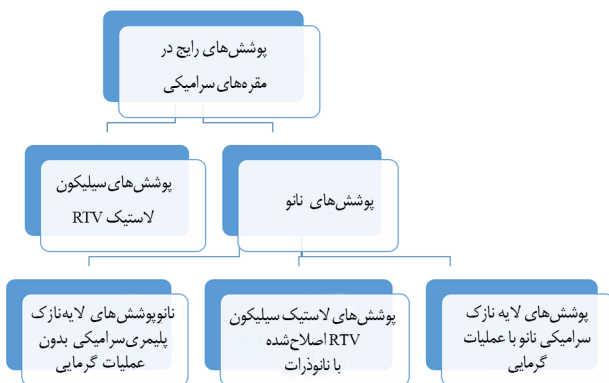 پوشش‌های رایج در
مقره‌های سرامیکی
پوشش‌های نانو
پوشش‌های سیلیکون
لاستیک RTV
پوشش‌های لایه نازک
سرامیکی نانو با عملیات
گرمایی
پوشش‌های لاستیک سیلیکون
RTV اصلاح‌شده
با نانوذرات
نانوپوشش‌های لایه‌نازک
پلیمری‌سرامیکی بدون
عملیات گرمایی